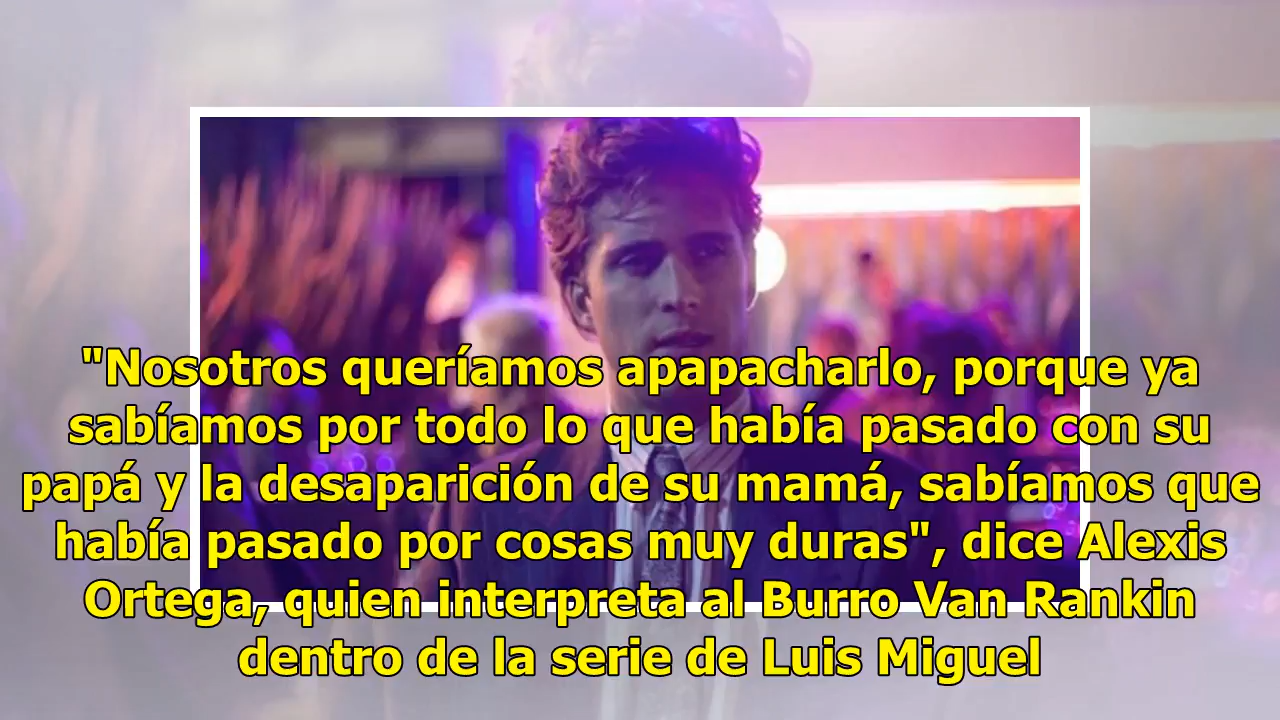 "Nosotros queríamos apapacharlo, porque ya
sabíamos por todo lo que había pasado con su
papá y la desaparición de su mamá, sabíamos que
había pasado por cosas muy duras", dice Alexis
Ortega, quien interpreta al Burro Van Rankin
dentro de la serie de Luis Miguel